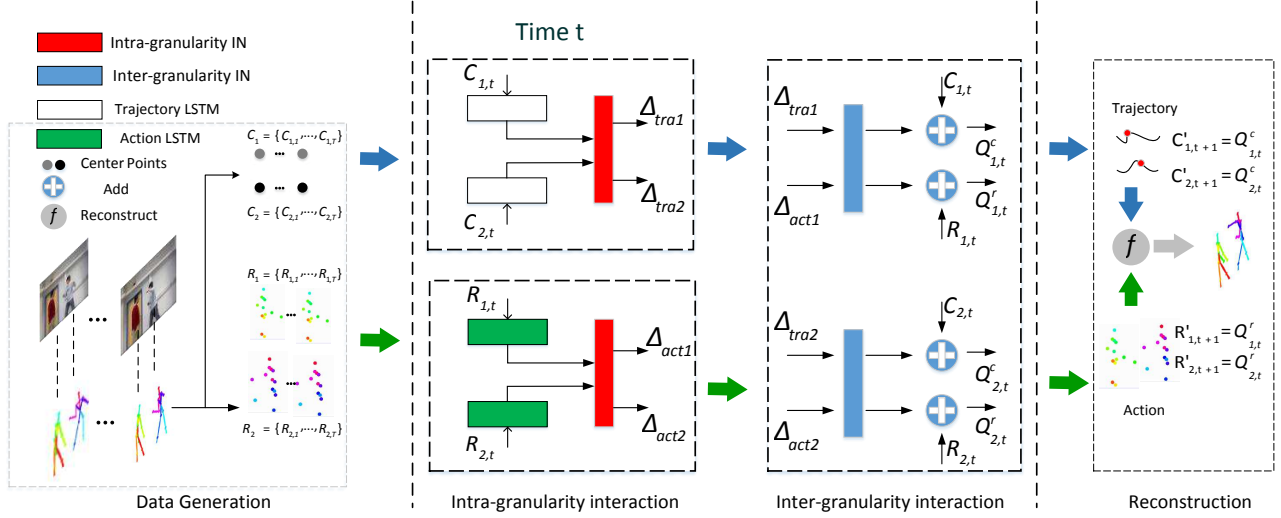 Time t
Intra-granularity IN
Inter-granularity IN
Trajectory LSTM
Action LSTM
Center Points
Add
f Reconstruct
C₁ = {C₁,₁,···,C₁,T}
C₂ = {C₂,₁,···,C₂,T}
R₁ = {R₁,₁,···,R₁,T}
R₂ = {R₂,₁,···,R₂,T}
Data Generation
C₁,t
Δtra1
Δtra2
C₂,t
R₁,t
Δact1
Δact2
R₂,t
Intra-granularity interaction
Δtra1
C₁,t
Qᶜ₁,t
Δact1
Qʳ₁,t
R₁,t
Δtra2
C₂,t
Qᶜ₂,t
Δact2
Qʳ₂,t
R₂,t
Inter-granularity interaction
Trajectory
C'₁,t+1 = Qᶜ₁,t
C'₂,t+1 = Qᶜ₂,t
f
R'₁,t+1 = Qʳ₁,t
R'₂,t+1 = Qʳ₂,t
Action
Reconstruction